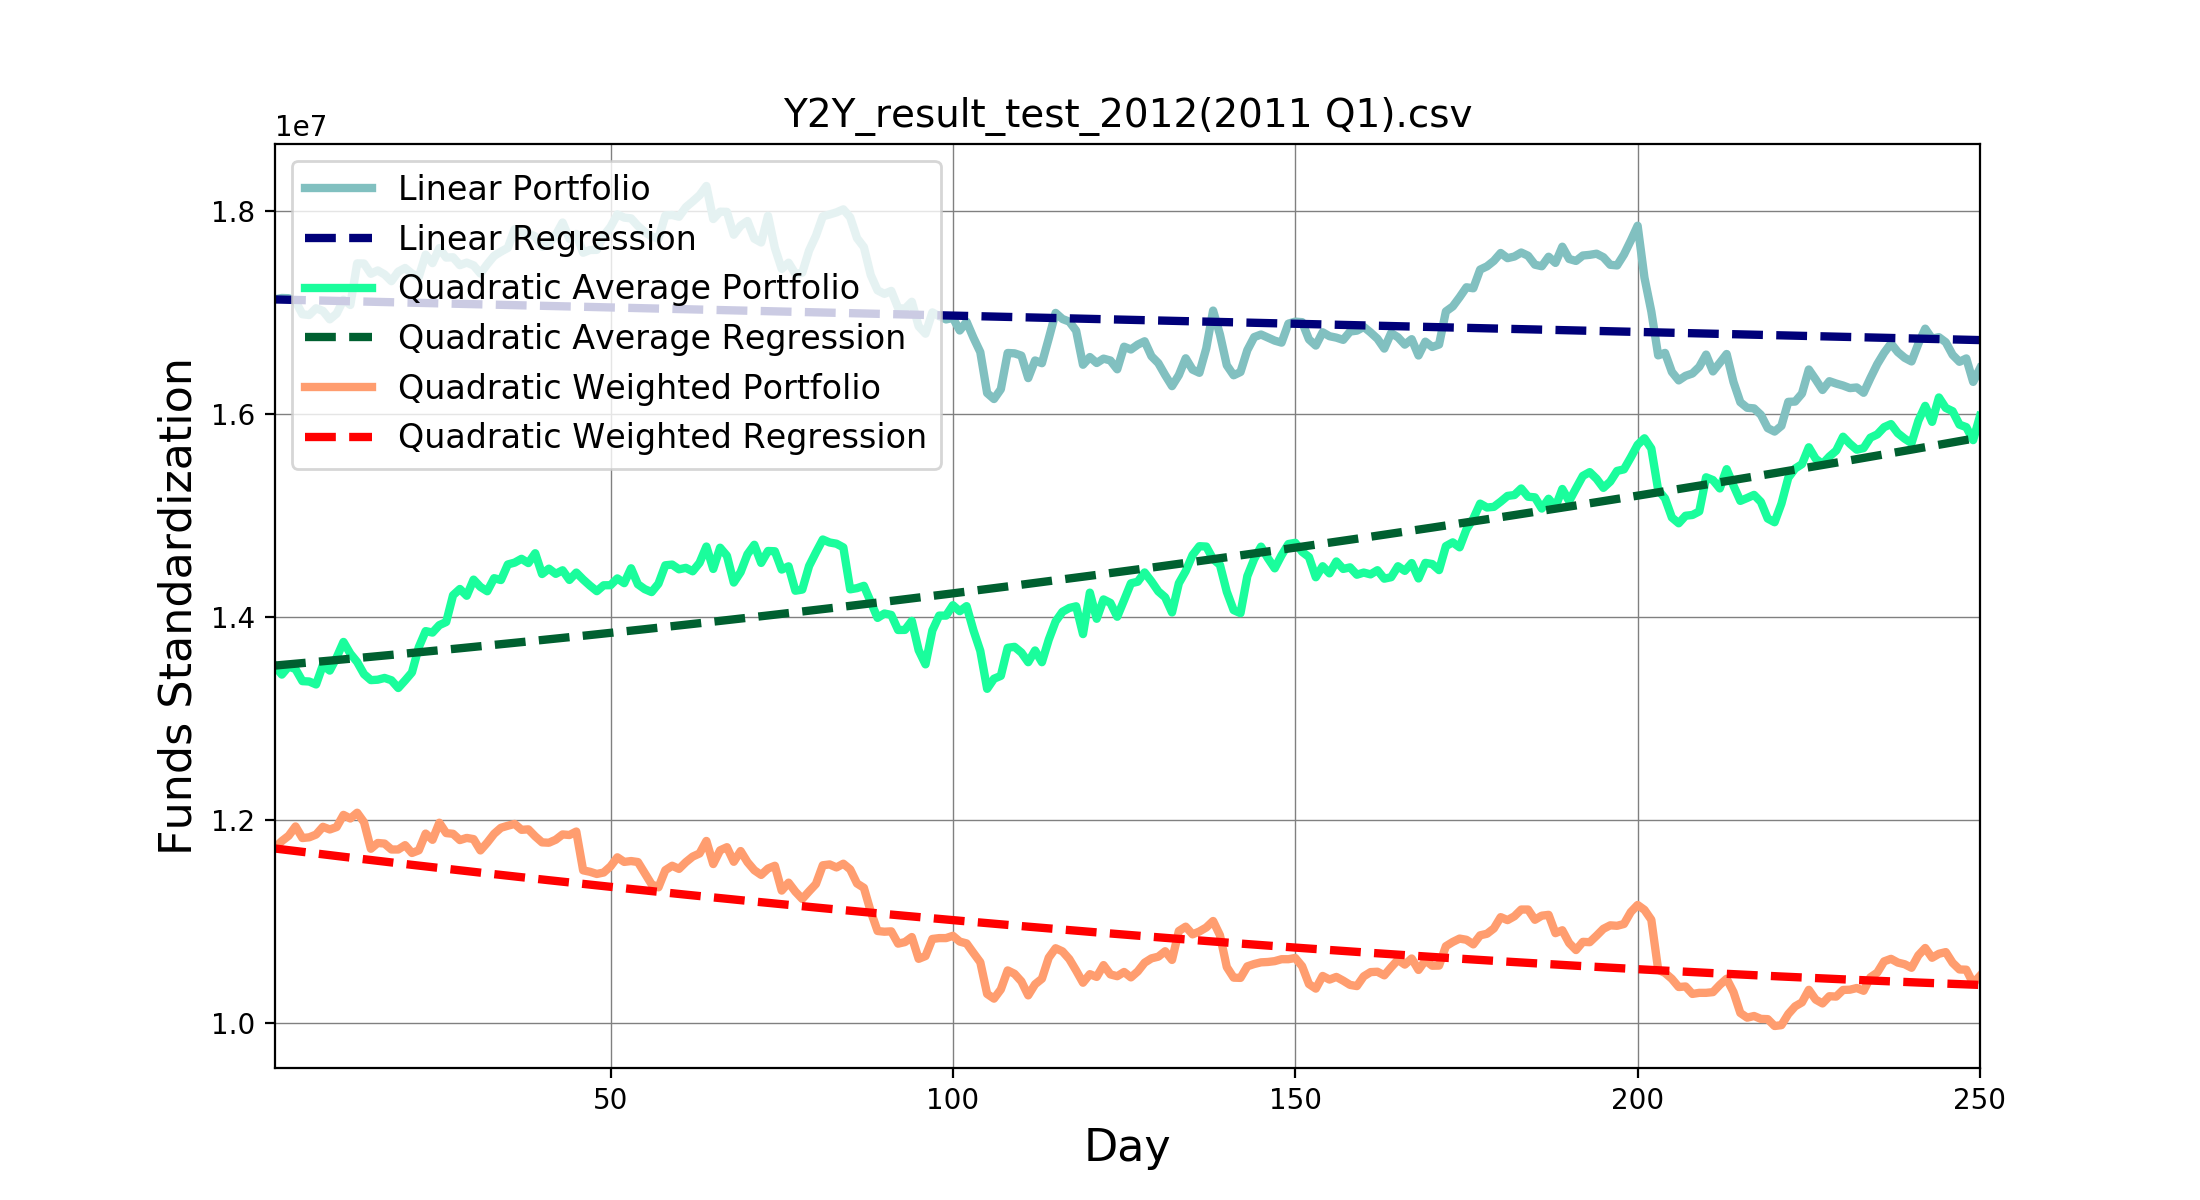 Y2Y_result_test_2012(2011 Q1).csv
1e7
Linear Portfolio
Linear Regression
Quadratic Average Portfolio
Quadratic Average Regression
Quadratic Weighted Portfolio
Quadratic Weighted Regression
1.8
1.6
1.4
1.2
1.0
Funds Standardization
50 100 150 200 250
Day